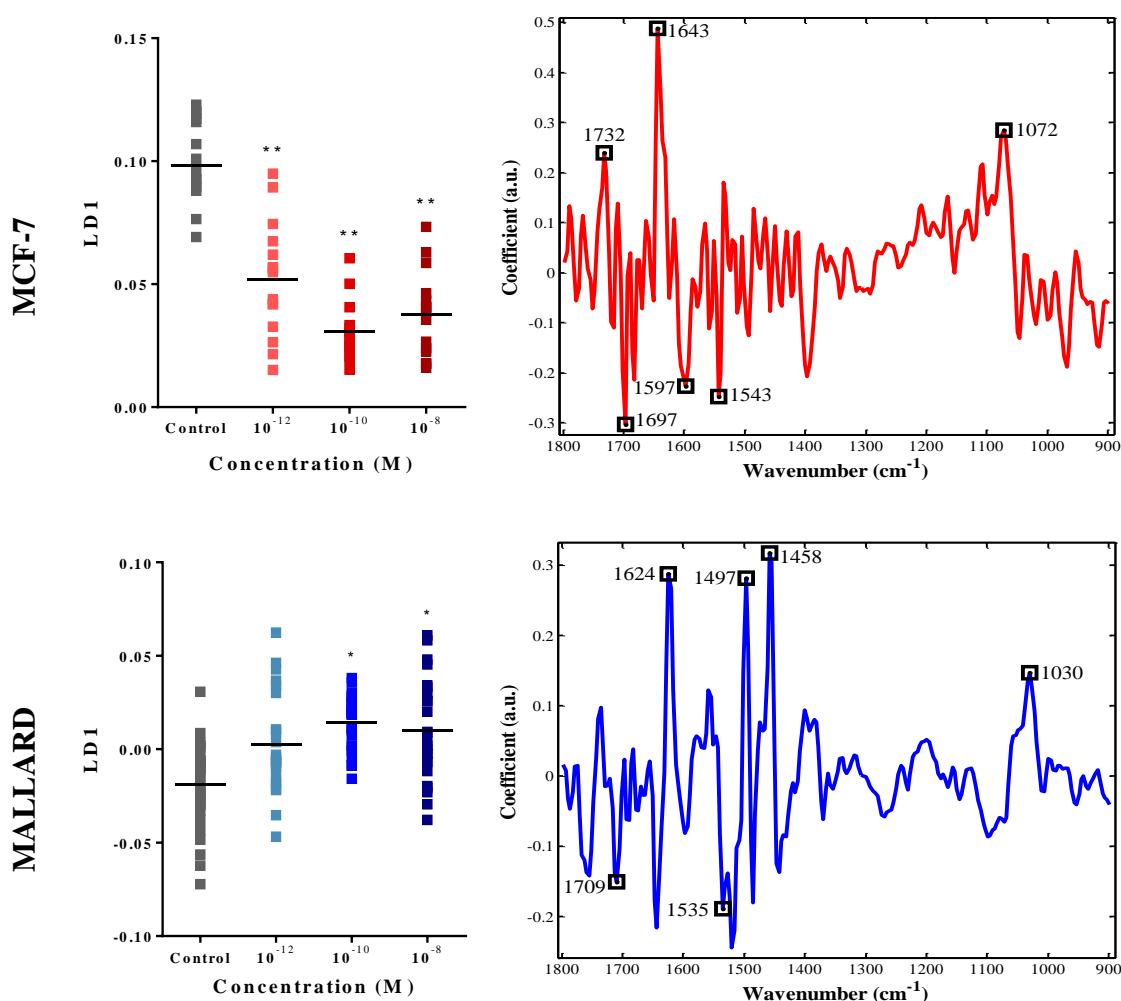 MCF-7
0.15
0.10
0.05
0.00
LD1
**
**
**
Control 10-12 10-10 10-8
Concentration (M)
0.5
0.4
0.3
0.2
0.1
0
-0.1
-0.2
-0.3
Coefficient (a.u.)
1643
1732
1072
1597
1543
1697
1800 1700 1600 1500 1400 1300 1200 1100 1000 900
Wavenumber (cm-1)
MALLARD
0.10
0.05
0.00
-0.05
-0.10
LD1
*
*
Control 10-12 10-10 10-8
Concentration (M)
0.3
0.2
0.1
0
-0.1
-0.2
Coefficient (a.u.)
1458
1624
1497
1030
1709
1535
1800 1700 1600 1500 1400 1300 1200 1100 1000 900
Wavenumber (cm-1)